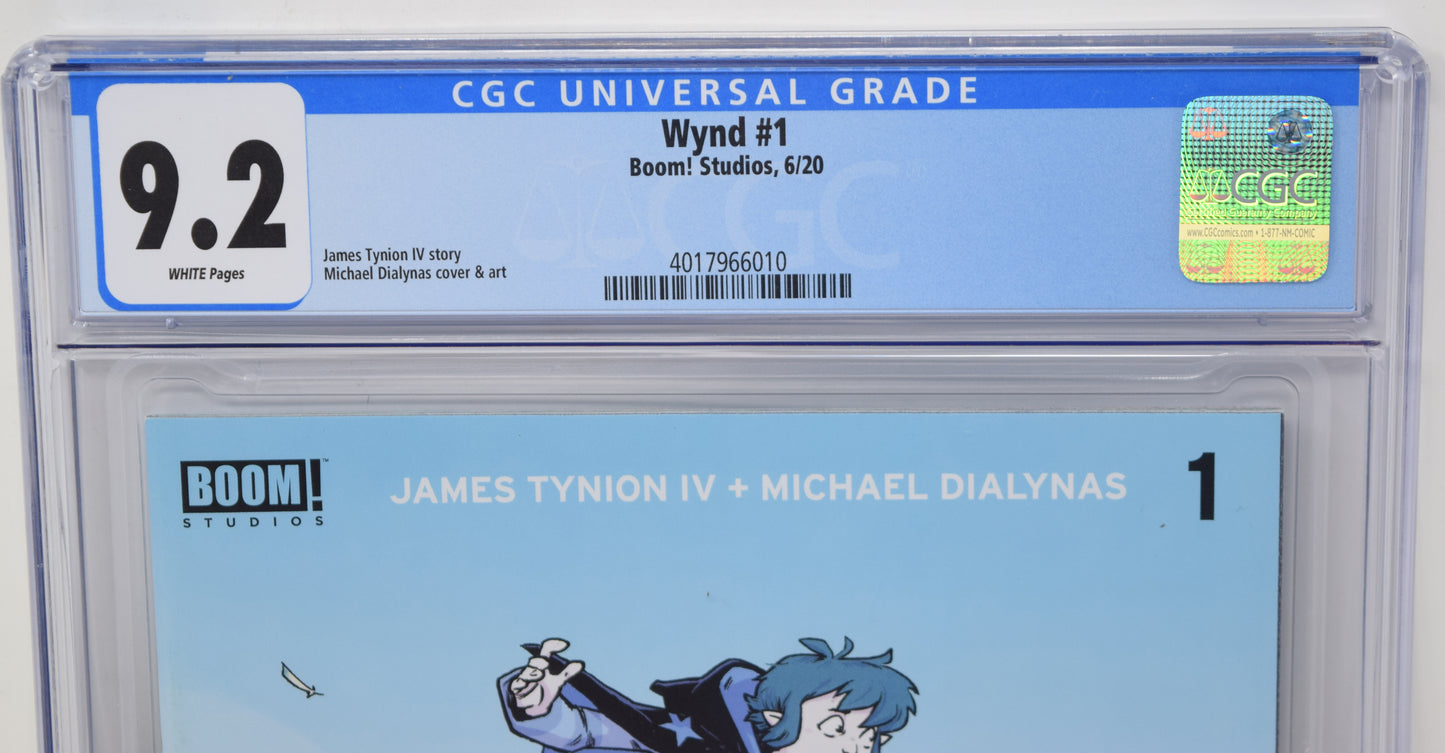 CGC UNIVERSAL GRADE
9.2
WHITE Pages
Wynd #1
Boom! Studios, 6/20
James Tynion IV story
Michael Dialynas cover & art
4017966010
CGC
CGC
www.CGCcomics.com • 1-877-NM-COMIC
BOOM!™
STUDIOS
JAMES TYNION IV + MICHAEL DIALYNAS
1